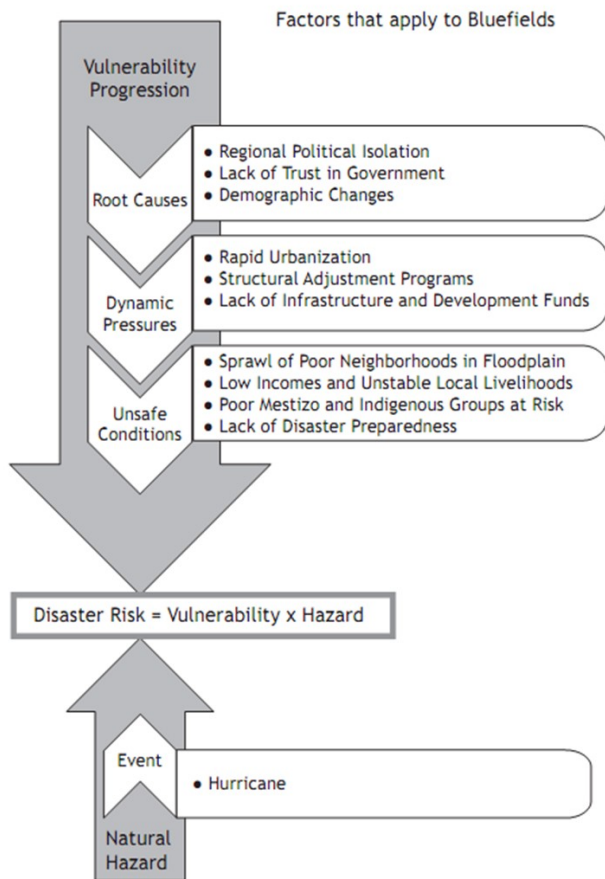 Factors that apply to Bluefields
Vulnerability
Progression
Root Causes
● Regional Political Isolation
● Lack of Trust in Government
● Demographic Changes
Dynamic
Pressures
● Rapid Urbanization
● Structural Adjustment Programs
● Lack of Infrastructure and Development Funds
Unsafe
Conditions
● Sprawl of Poor Neighborhoods in Floodplain
● Low Incomes and Unstable Local Livelihoods
● Poor Mestizo and Indigenous Groups at Risk
● Lack of Disaster Preparedness
Disaster Risk = Vulnerability x Hazard
Event
● Hurricane
Natural
Hazard